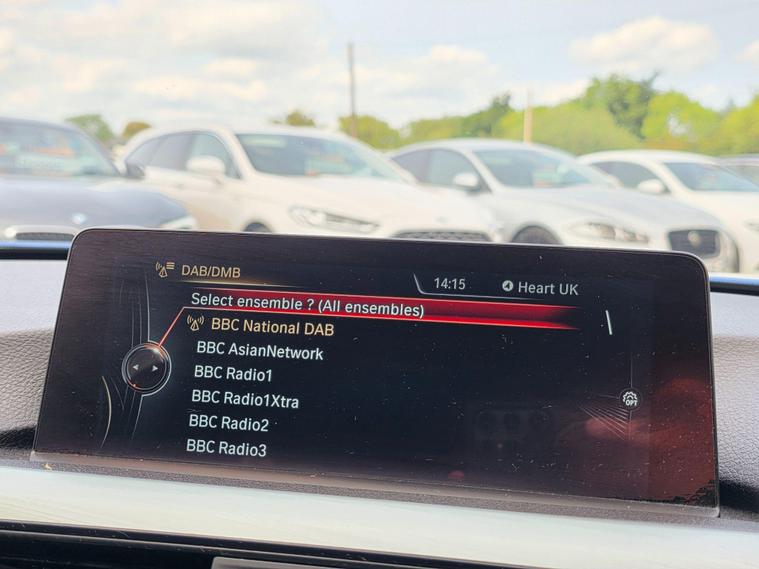 DAB/DMB
14:15
Heart UK
Select ensemble ? (All ensembles)
BBC National DAB
BBC AsianNetwork
BBC Radio1
BBC Radio1Xtra
BBC Radio2
BBC Radio3
OPT